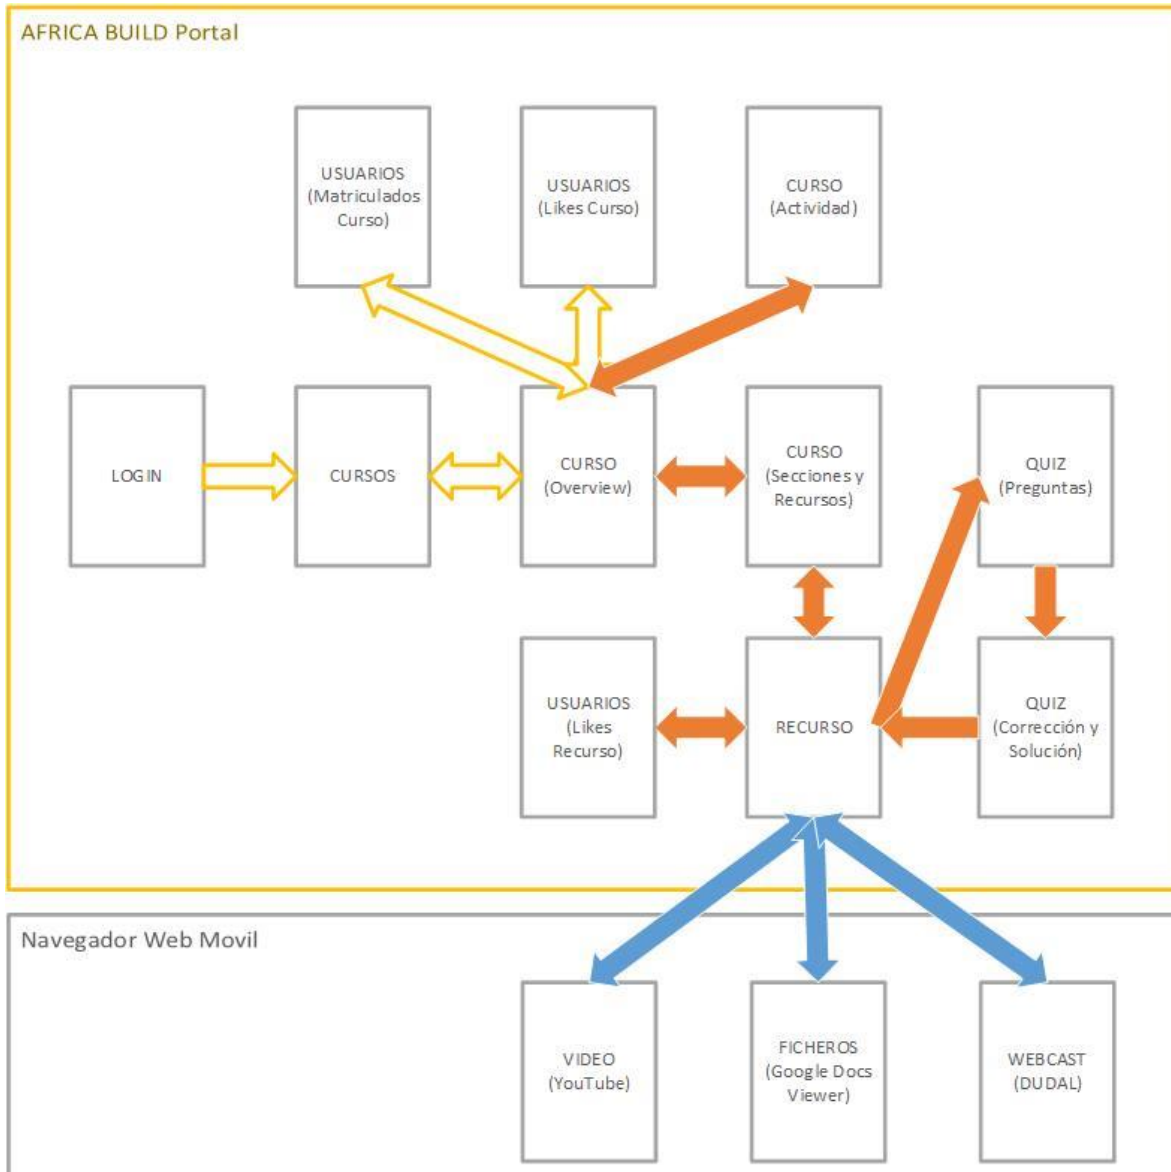 AFRICA BUILD Portal
USUARIOS
(Matriculados
Curso)
USUARIOS
(Likes Curso)
CURSO
(Actividad)
LOGIN
CURSOS
CURSO
(Overview)
CURSO
(Secciones y
Recursos)
QUIZ
(Preguntas)
USUARIOS
(Likes
Recurso)
RECURSO
QUIZ
(Corrección y
Solución)
Navegador Web Movil
VIDEO
(YouTube)
FICHEROS
(Google Docs
Viewer)
WEBCAST
(DUDAL)